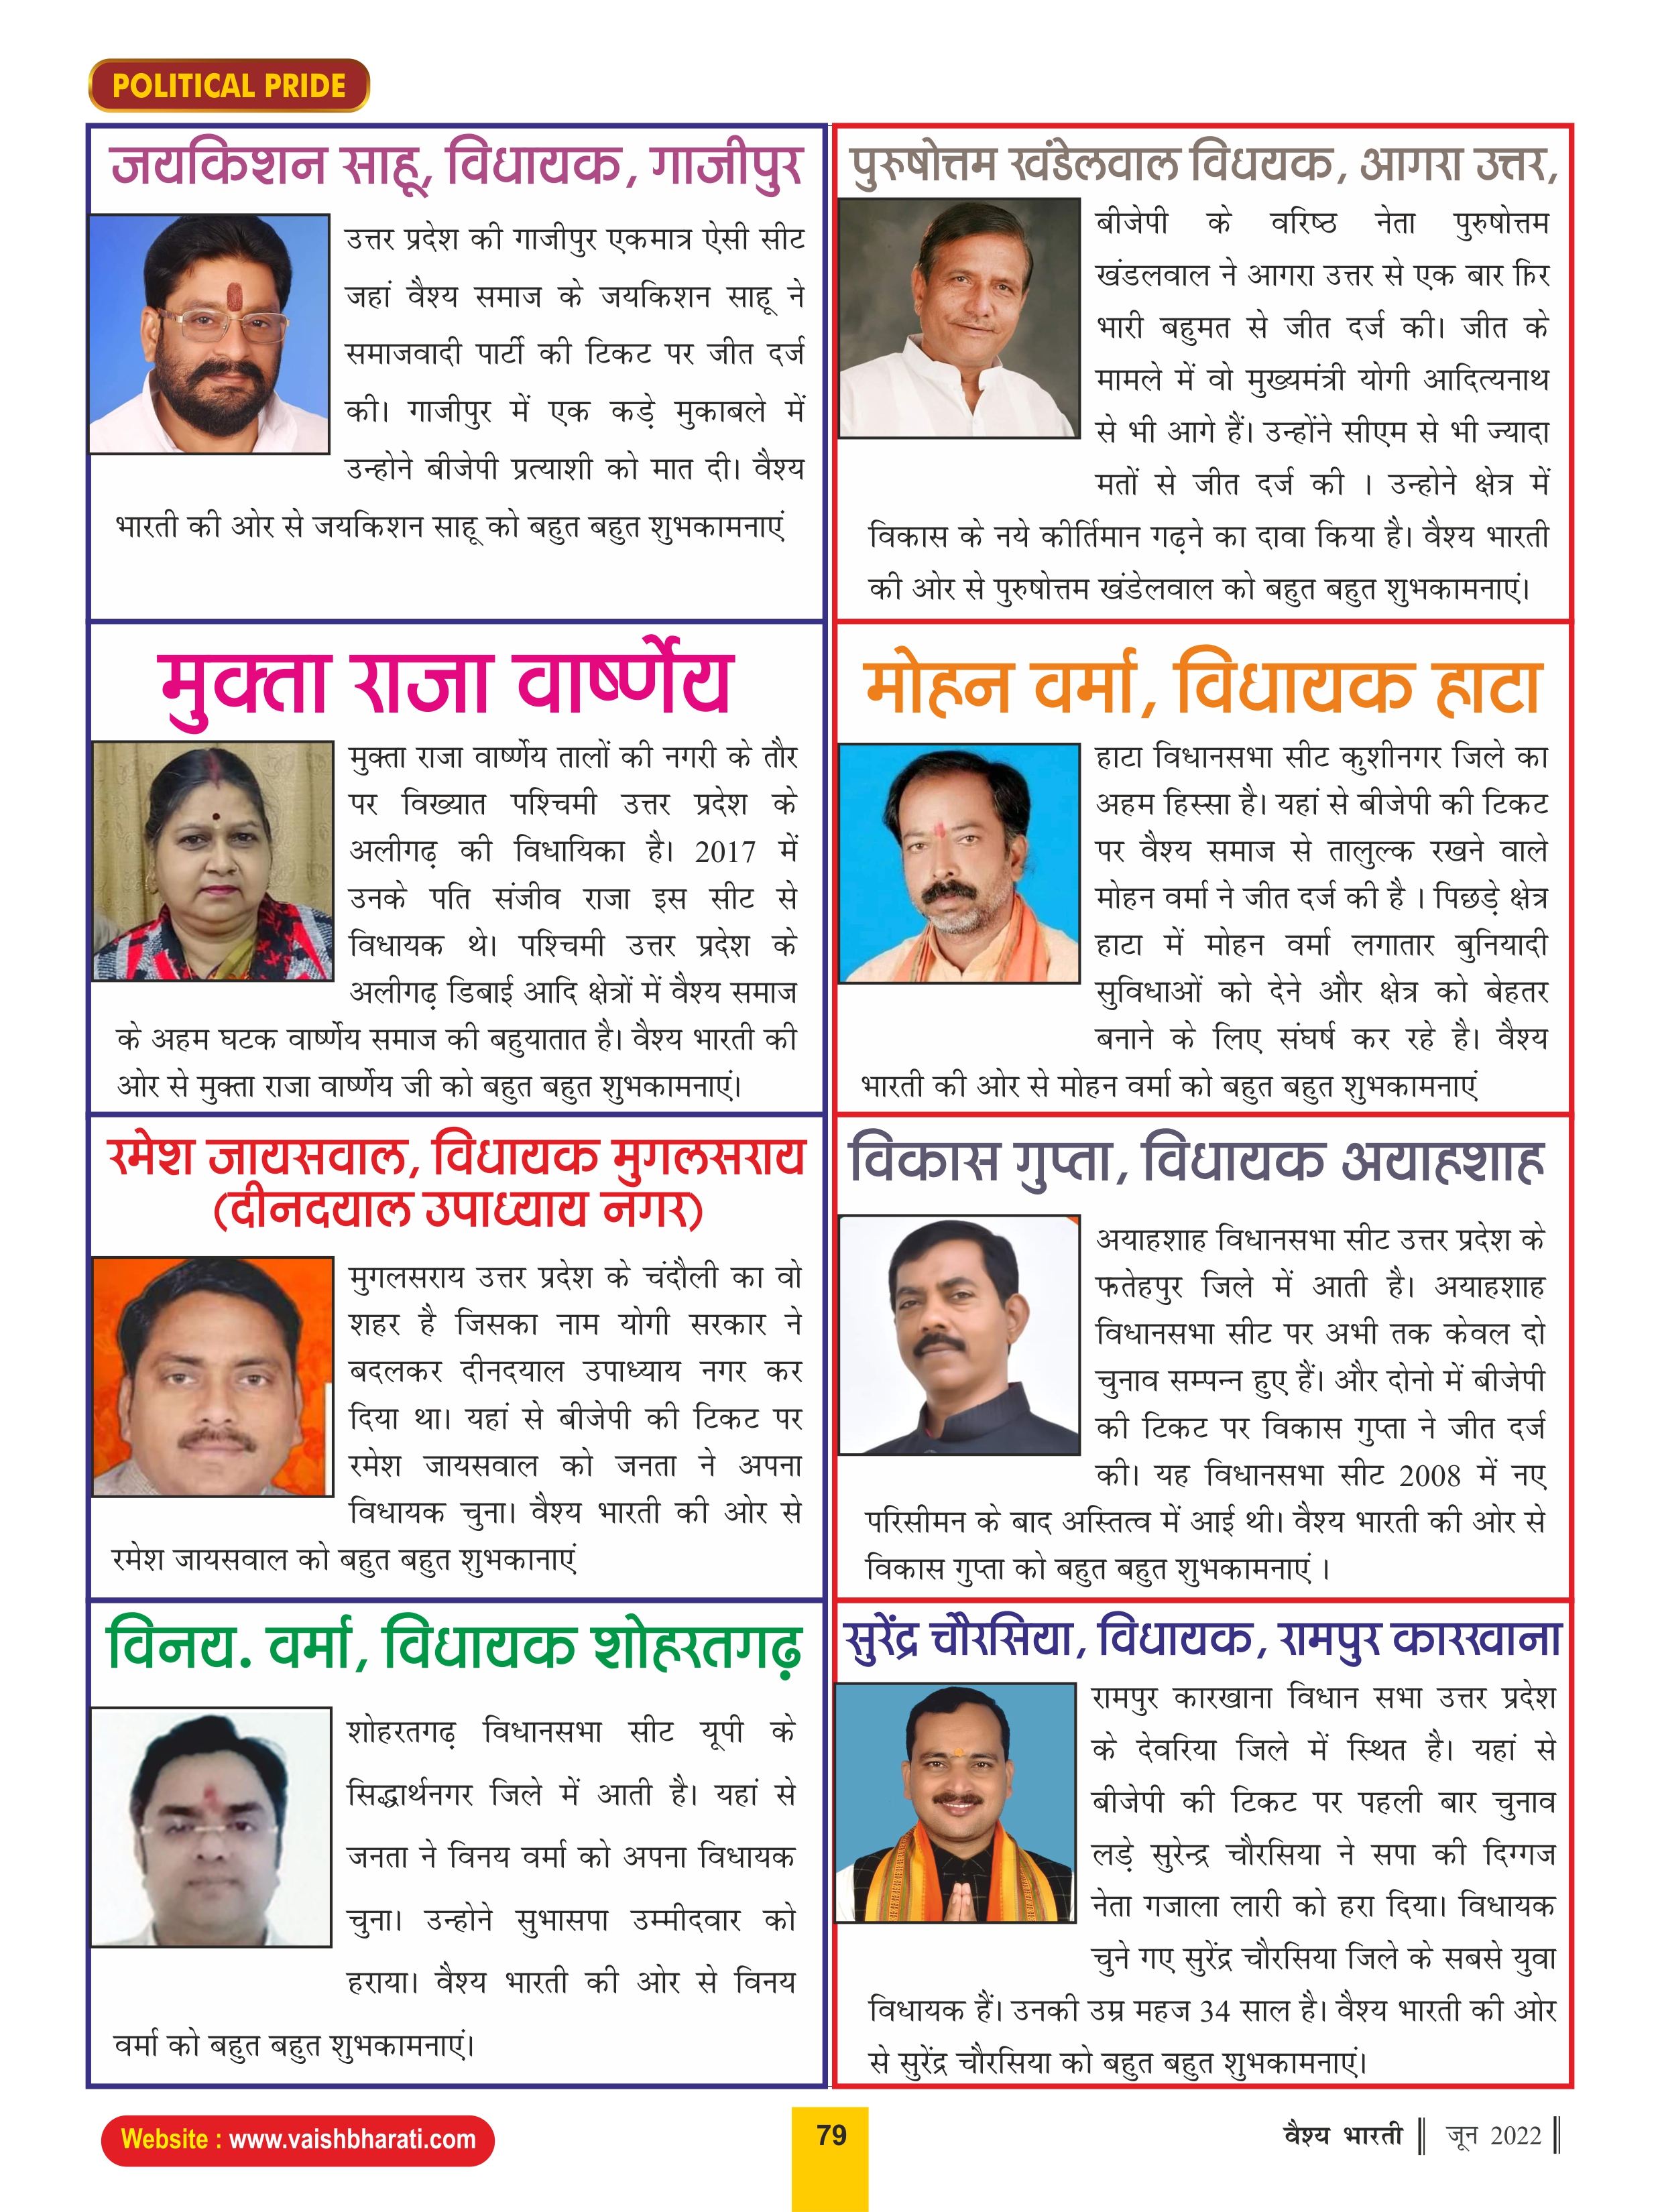 POLITICAL PRIDE
जयकिशन साहू, विधायक, गाजीपुर
उत्तर प्रदेश की गाजीपुर एकमात्र ऐसी सीट
जहां वैश्य समाज के जयकिशन साहू ने
समाजवादी पार्टी की टिकट पर जीत दर्ज
की। गाजीपुर में एक कड़े मुकाबले में
उन्होने बीजेपी प्रत्याशी को मात दी। वैश्य
भारती की ओर से जयकिशन साहू को बहुत बहुत शुभकामनाएं
पुरुषोत्तम खंडेलवाल विधयक, आगरा उत्तर,
बीजेपी के वरिष्ठ नेता पुरुषोत्तम
खंडलवाल ने आगरा उत्तर से एक बार फिर
भारी बहुमत से जीत दर्ज की। जीत के
मामले में वो मुख्यमंत्री योगी आदित्यनाथ
से भी आगे हैं। उन्होंने सीएम से भी ज्यादा
मतों से जीत दर्ज की । उन्होने क्षेत्र में
विकास के नये कीर्तिमान गढ़ने का दावा किया है। वैश्य भारती
की ओर से पुरुषोत्तम खंडेलवाल को बहुत बहुत शुभकामनाएं।
मुक्ता राजा वार्ष्णेय
मुक्ता राजा वार्ष्णेय तालों की नगरी के तौर
पर विख्यात पश्चिमी उत्तर प्रदेश के
अलीगढ़ की विधायिका है। 2017 में
उनके पति संजीव राजा इस सीट से
विधायक थे। पश्चिमी उत्तर प्रदेश के
अलीगढ़ डिबाई आदि क्षेत्रों में वैश्य समाज
के अहम घटक वार्ष्णेय समाज की बहुयातात है। वैश्य भारती की
ओर से मुक्ता राजा वार्ष्णेय जी को बहुत बहुत शुभकामनाएं।
मोहन वर्मा, विधायक हाटा
हाटा विधानसभा सीट कुशीनगर जिले का
अहम हिस्सा है। यहां से बीजेपी की टिकट
पर वैश्य समाज से तालुल्क रखने वाले
मोहन वर्मा ने जीत दर्ज की है । पिछड़े क्षेत्र
हाटा में मोहन वर्मा लगातार बुनियादी
सुविधाओं को देने और क्षेत्र को बेहतर
बनाने के लिए संघर्ष कर रहे है। वैश्य
भारती की ओर से मोहन वर्मा को बहुत बहुत शुभकामनाएं
रमेश जायसवाल, विधायक मुगलसराय
(दीनदयाल उपाध्याय नगर)
मुगलसराय उत्तर प्रदेश के चंदौली का वो
शहर है जिसका नाम योगी सरकार ने
बदलकर दीनदयाल उपाध्याय नगर कर
दिया था। यहां से बीजेपी की टिकट पर
रमेश जायसवाल को जनता ने अपना
विधायक चुना। वैश्य भारती की ओर से
रमेश जायसवाल को बहुत बहुत शुभकानाएं
विकास गुप्ता, विधायक अयाहशाह
अयाहशाह विधानसभा सीट उत्तर प्रदेश के
फतेहपुर जिले में आती है। अयाहशाह
विधानसभा सीट पर अभी तक केवल दो
चुनाव सम्पन्न हुए हैं। और दोनो में बीजेपी
की टिकट पर विकास गुप्ता ने जीत दर्ज
की। यह विधानसभा सीट 2008 में नए
परिसीमन के बाद अस्तित्व में आई थी। वैश्य भारती की ओर से
विकास गुप्ता को बहुत बहुत शुभकामनाएं ।
विनय. वर्मा, विधायक शोहरतगढ़
शोहरतगढ़ विधानसभा सीट यूपी के
सिद्धार्थनगर जिले में आती है। यहां से
जनता ने विनय वर्मा को अपना विधायक
चुना। उन्होने सुभासपा उम्मीदवार को
हराया। वैश्य भारती की ओर से विनय
वर्मा को बहुत बहुत शुभकामनाएं।
सुरेंद्र चौरसिया, विधायक, रामपुर कारखाना
रामपुर कारखाना विधान सभा उत्तर प्रदेश
के देवरिया जिले में स्थित है। यहां से
बीजेपी की टिकट पर पहली बार चुनाव
लड़े सुरेन्द्र चौरसिया ने सपा की दिग्गज
नेता गजाला लारी को हरा दिया। विधायक
चुने गए सुरेंद्र चौरसिया जिले के सबसे युवा
विधायक हैं। उनकी उम्र महज 34 साल है। वैश्य भारती की ओर
से सुरेंद्र चौरसिया को बहुत बहुत शुभकामनाएं।
Website : www.vaishbharati.com
79
वैश्य भारती || जून 2022 ||